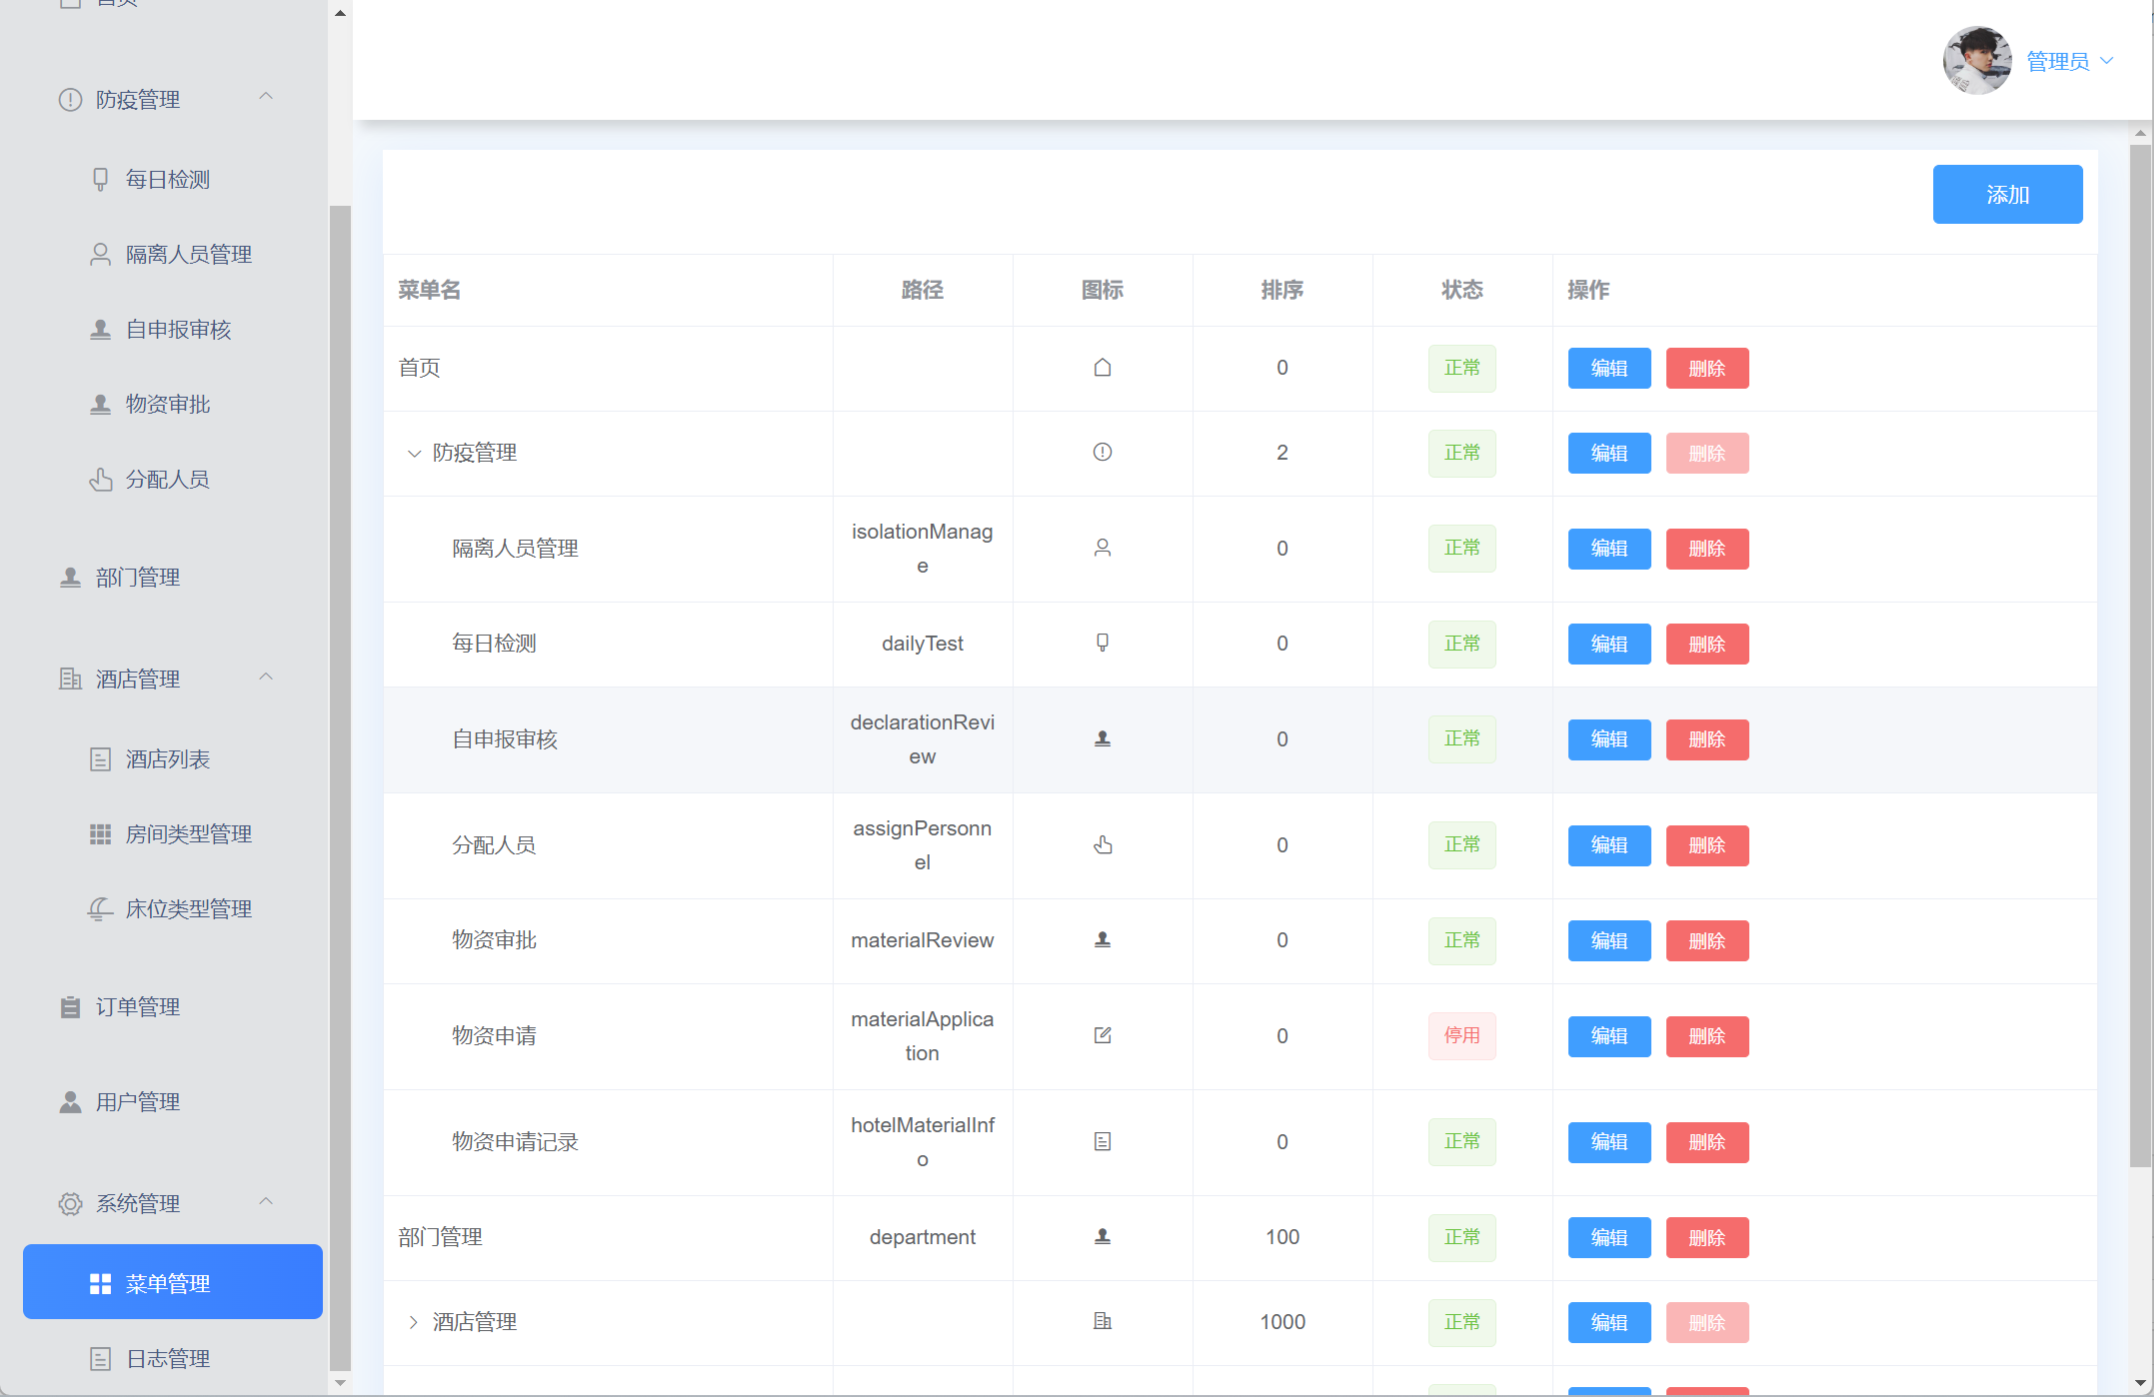 首页
防疫管理
每日检测
隔离人员管理
自申报审核
物资审批
分配人员
部门管理
酒店管理
酒店列表
房间类型管理
床位类型管理
订单管理
用户管理
系统管理
菜单管理
日志管理
管理员
添加
菜单名 路径 图标 排序 状态 操作
首页 0 正常 编辑 删除
防疫管理 2 正常 编辑 删除
隔离人员管理 isolationManag
e 0 正常 编辑 删除
每日检测 dailyTest 0 正常 编辑 删除
自申报审核 declarationRevi
ew 0 正常 编辑 删除
分配人员 assignPersonn
el 0 正常 编辑 删除
物资审批 materialReview 0 正常 编辑 删除
物资申请 materialApplica
tion 0 停用 编辑 删除
物资申请记录 hotelMaterialInf
o 0 正常 编辑 删除
部门管理 department 100 正常 编辑 删除
酒店管理 1000 正常 编辑 删除